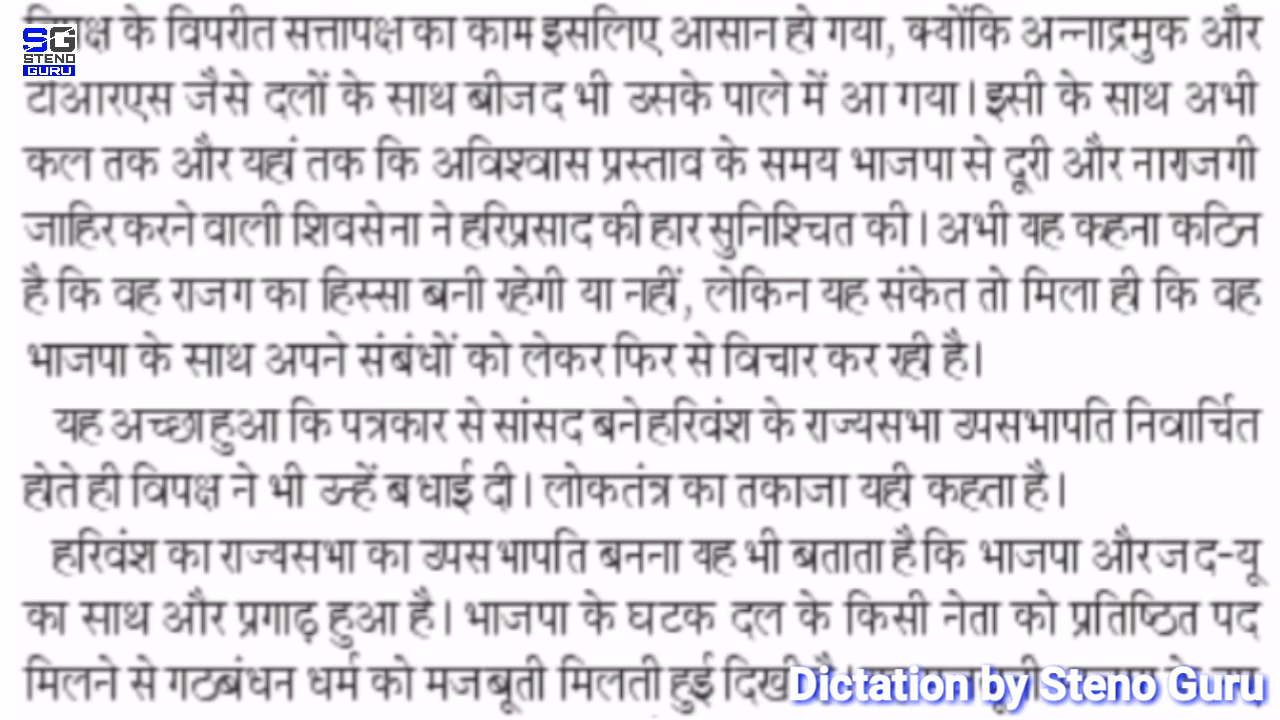 SG
STENO
GURU
के विपरीत सत्तापक्ष का काम इसलिए आसान हो गया, क्योंकि अन्नाद्रमुक और
टीआरएस जैसे दलों के साथ बीजद भी उसके पाले में आ गया। इसी के साथ अभी
कल तक और यहां तक कि अविश्वास प्रस्ताव के समय भाजपा से दूरी और नाराजगी
जाहिर करने वाली शिवसेना ने हरिप्रसाद की हार सुनिश्चित की। अभी यह कहना कठिन
है कि वह राजग का हिस्सा बनी रहेगी या नहीं, लेकिन यह संकेत तो मिला ही कि वह
भाजपा के साथ अपने संबंधों को लेकर फिर से विचार कर रही है।
यह अच्छा हुआ कि पत्रकार से सांसद बने हरिवंश के राज्यसभा उपसभापति निवार्चित
होते ही विपक्ष ने भी उन्हें बधाई दी। लोकतंत्र का तकाजा यही कहता है।
हरिवंश का राज्यसभा का उपसभापति बनना यह भी बताता है कि भाजपा और जद-यू
का साथ और प्रगाढ़ हुआ है। भाजपा के घटक दल के किसी नेता को प्रतिष्ठित पद
मिलने से गठबंधन धर्म को मजबूती मिलती हुई दिखी
Dictation by Steno Guru